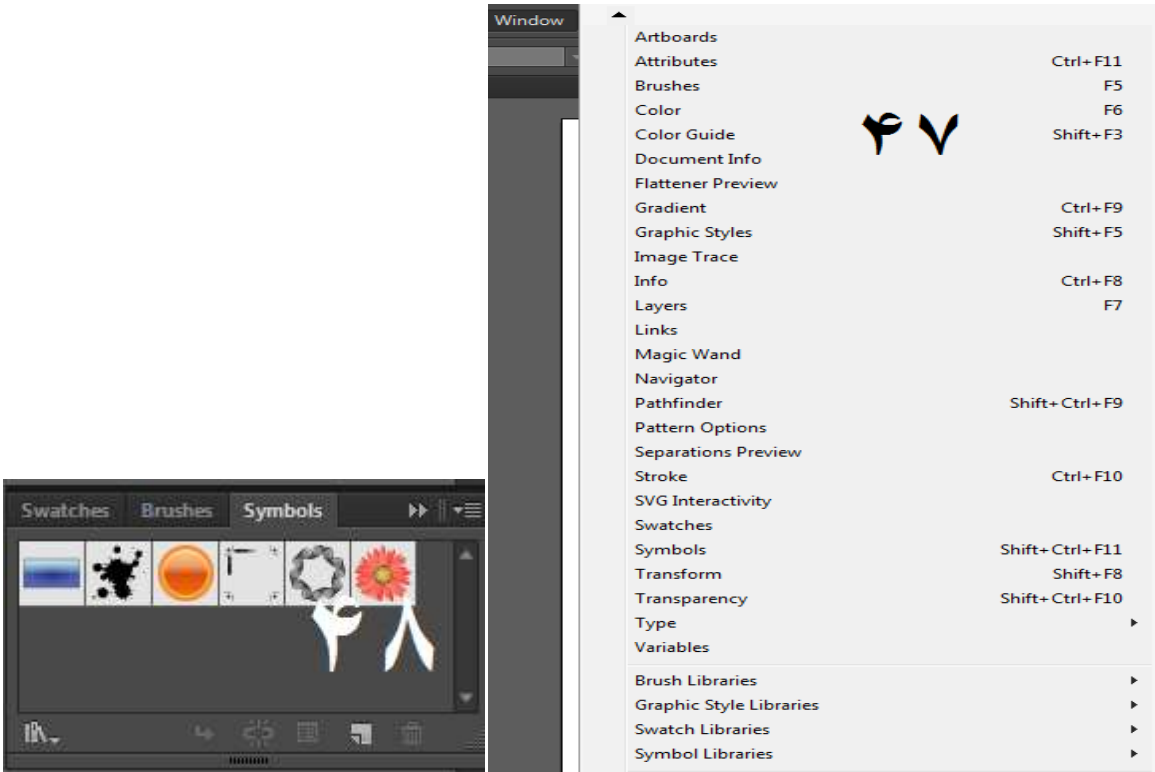 Window
Artboards
Attributes Ctrl+F11
Brushes F5
Color F6
Color Guide Shift+F3
۴۷
Document Info
Flattener Preview
Gradient Ctrl+F9
Graphic Styles Shift+F5
Image Trace
Info Ctrl+F8
Layers F7
Links
Magic Wand
Navigator
Pathfinder Shift+Ctrl+F9
Pattern Options
Separations Preview
Stroke Ctrl+F10
SVG Interactivity
Swatches
Symbols Shift+Ctrl+F11
Transform Shift+F8
Transparency Shift+Ctrl+F10
Type
Variables
Brush Libraries
Graphic Style Libraries
Swatch Libraries
Symbol Libraries
Swatches Brushes Symbols
۴۸